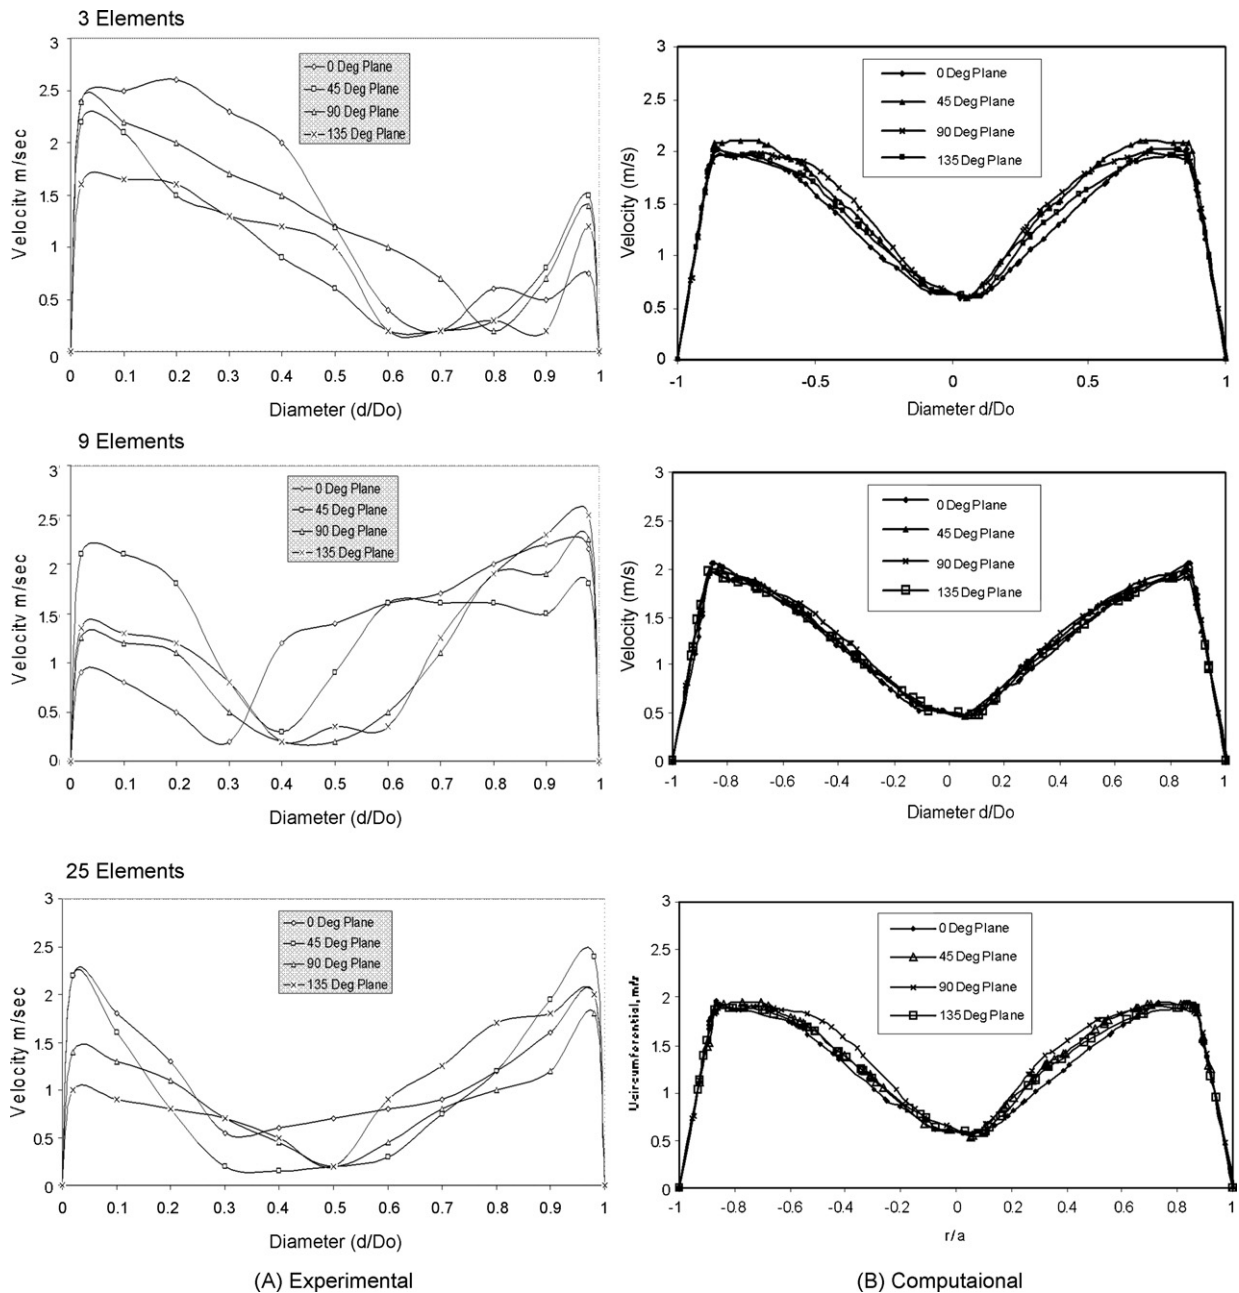 3 Elements
3
2.5
2
1.5
1
0.5
0
Velocity m/sec
0 Deg Plane
45 Deg Plane
90 Deg Plane
135 Deg Plane
0 0.1 0.2 0.3 0.4 0.5 0.6 0.7 0.8 0.9 1
Diameter (d/Do)
3
2.5
2
1.5
1
0.5
0
Velocity (m/s)
0 Deg Plane
45 Deg Plane
90 Deg Plane
135 Deg Plane
-1 -0.5 0 0.5 1
Diameter d/Do
9 Elements
3
2.5
2
1.5
1
0.5
0
Velocity m/sec
0 Deg Plane
45 Deg Plane
90 Deg Plane
135 Deg Plane
0 0.1 0.2 0.3 0.4 0.5 0.6 0.7 0.8 0.9 1
Diameter (d/Do)
3
2.5
2
1.5
1
0.5
0
Velocity (m/s)
0 Deg Plane
45 Deg Plane
90 Deg Plane
135 Deg Plane
-1 -0.8 -0.6 -0.4 -0.2 0 0.2 0.4 0.6 0.8 1
Diameter d/Do
25 Elements
3
2.5
2
1.5
1
0.5
0
Velocity m/sec
0 Deg Plane
45 Deg Plane
90 Deg Plane
135 Deg Plane
0 0.1 0.2 0.3 0.4 0.5 0.6 0.7 0.8 0.9 1
Diameter (d/Do)
3
2.5
2
1.5
1
0.5
0
Ucircumferential, m/s
0 Deg Plane
45 Deg Plane
90 Deg Plane
135 Deg Plane
-1 -0.8 -0.6 -0.4 -0.2 0 0.2 0.4 0.6 0.8 1
r/a
(A) Experimental
(B) Computaional